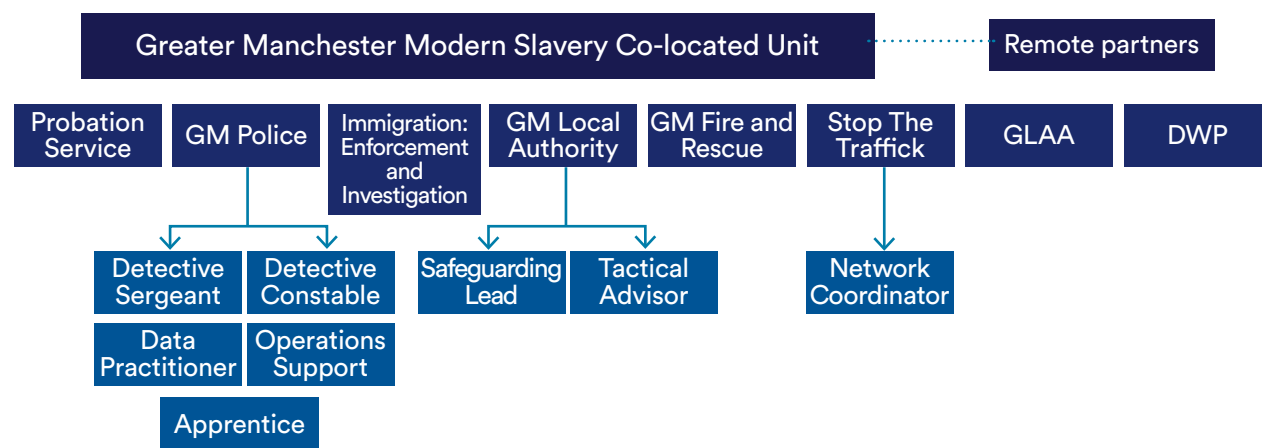 Greater Manchester Modern Slavery Co-located Unit
Remote partners
Probation
Service
GM Police
Immigration:
Enforcement
and
Investigation
GM Local
Authority
GM Fire and
Rescue
Stop The
Traffick
GLAA
DWP
Detective
Sergeant
Detective
Constable
Safeguarding
Lead
Tactical
Advisor
Network
Coordinator
Data
Practitioner
Operations
Support
Apprentice